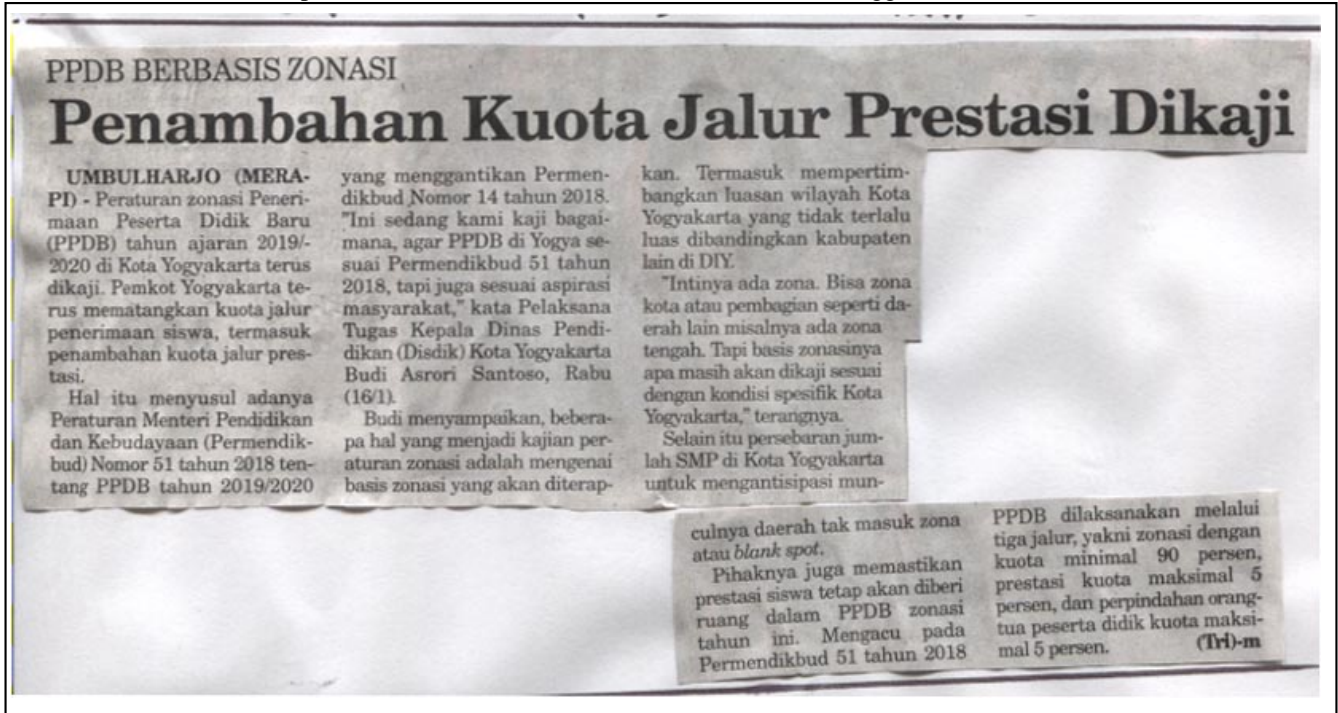 PPDB BERBASIS ZONASI
Penambahan Kuota Jalur Prestasi Dikaji
UMBULHARJO (MERA-
PI) - Peraturan zonasi Peneri-
maan Peserta Didik Baru
(PPDB) tahun ajaran 2019/-
2020 di Kota Yogyakarta terus
dikaji. Pemkot Yogyakarta te-
rus mematangkan kuota jalur
penerimaan siswa, termasuk
penambahan kuota jalur pres-
tasi.
Hal itu menyusul adanya
Peraturan Menteri Pendidikan
dan Kebudayaan (Permendik-
bud) Nomor 51 tahun 2018 ten-
tang PPDB tahun 2019/2020
yang menggantikan Permen-
dikbud Nomor 14 tahun 2018.
"Ini sedang kami kaji bagai-
mana, agar PPDB di Yogya se-
suai Permendikbud 51 tahun
2018, tapi juga sesuai aspirasi
masyarakat," kata Pelaksana
Tugas Kepala Dinas Pendi-
dikan (Disdik) Kota Yogyakarta
Budi Asrori Santoso, Rabu
(16/1).
Budi menyampaikan, bebera-
pa hal yang menjadi kajian per-
aturan zonasi adalah mengenai
basis zonasi yang akan diterap-
kan. Termasuk mempertim-
bangkan luasan wilayah Kota
Yogyakarta yang tidak terlalu
luas dibandingkan kabupaten
lain di DIY.
"Intinya ada zona. Bisa zona
kota atau pembagian seperti da-
erah lain misalnya ada zona
tengah. Tapi basis zonasinya
apa masih akan dikaji sesuai
dengan kondisi spesifik Kota
Yogyakarta," terangnya.
Selain itu persebaran jum-
lah SMP di Kota Yogyakarta
untuk mengantisipasi mun-
culnya daerah tak masuk zona
atau blank spot.
Pihaknya juga memastikan
prestasi siswa tetap akan diberi
ruang dalam PPDB zonasi
tahun ini. Mengacu pada
Permendikbud 51 tahun 2018
PPDB dilaksanakan melalui
tiga jalur, yakni zonasi dengan
kuota minimal 90 persen,
prestasi kuota maksimal 5
persen, dan perpindahan orang-
tua peserta didik kuota maksi-
mal 5 persen. (Tri)-m